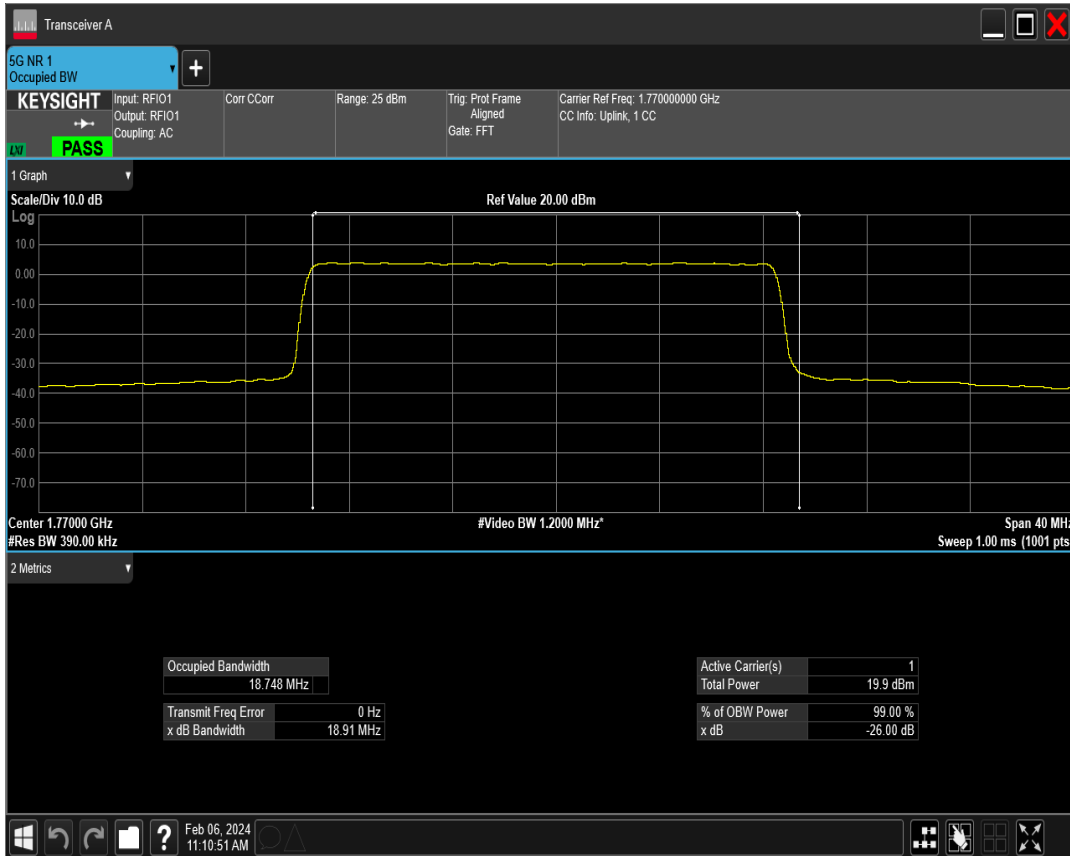 Transceiver A
5G NR 1
Occupied BW
KEYSIGHT
LXI
PASS
Input: RFIO1
Output: RFIO1
Coupling: AC
Corr CCorr
Range: 25 dBm
Trig: Prot Frame
Aligned
Gate: FFT
Carrier Ref Freq: 1.770000000 GHz
CC Info: Uplink, 1 CC
1 Graph
Scale/Div 10.0 dB
Ref Value 20.00 dBm
Log
10.0
0.00
-10.0
-20.0
-30.0
-40.0
-50.0
-60.0
-70.0
Center 1.77000 GHz
#Video BW 1.2000 MHz*
Span 40 MHz
#Res BW 390.00 kHz
Sweep 1.00 ms (1001 pts
2 Metrics
Occupied Bandwidth
18.748 MHz
Transmit Freq Error 0 Hz
x dB Bandwidth 18.91 MHz
Active Carrier(s) 1
Total Power 19.9 dBm
% of OBW Power 99.00 %
x dB -26.00 dB
?
Feb 06, 2024
11:10:51 AM